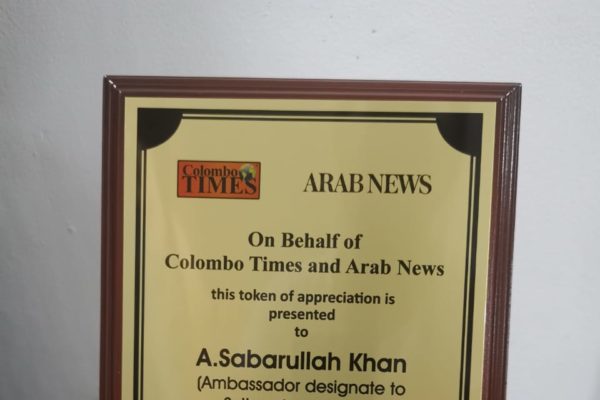 Colombo
TIMES
ARAB NEWS
On Behalf of
Colombo Times and Arab News
this token of appreciation is
presented
to
A.Sabarullah Khan
(Ambassador designate to